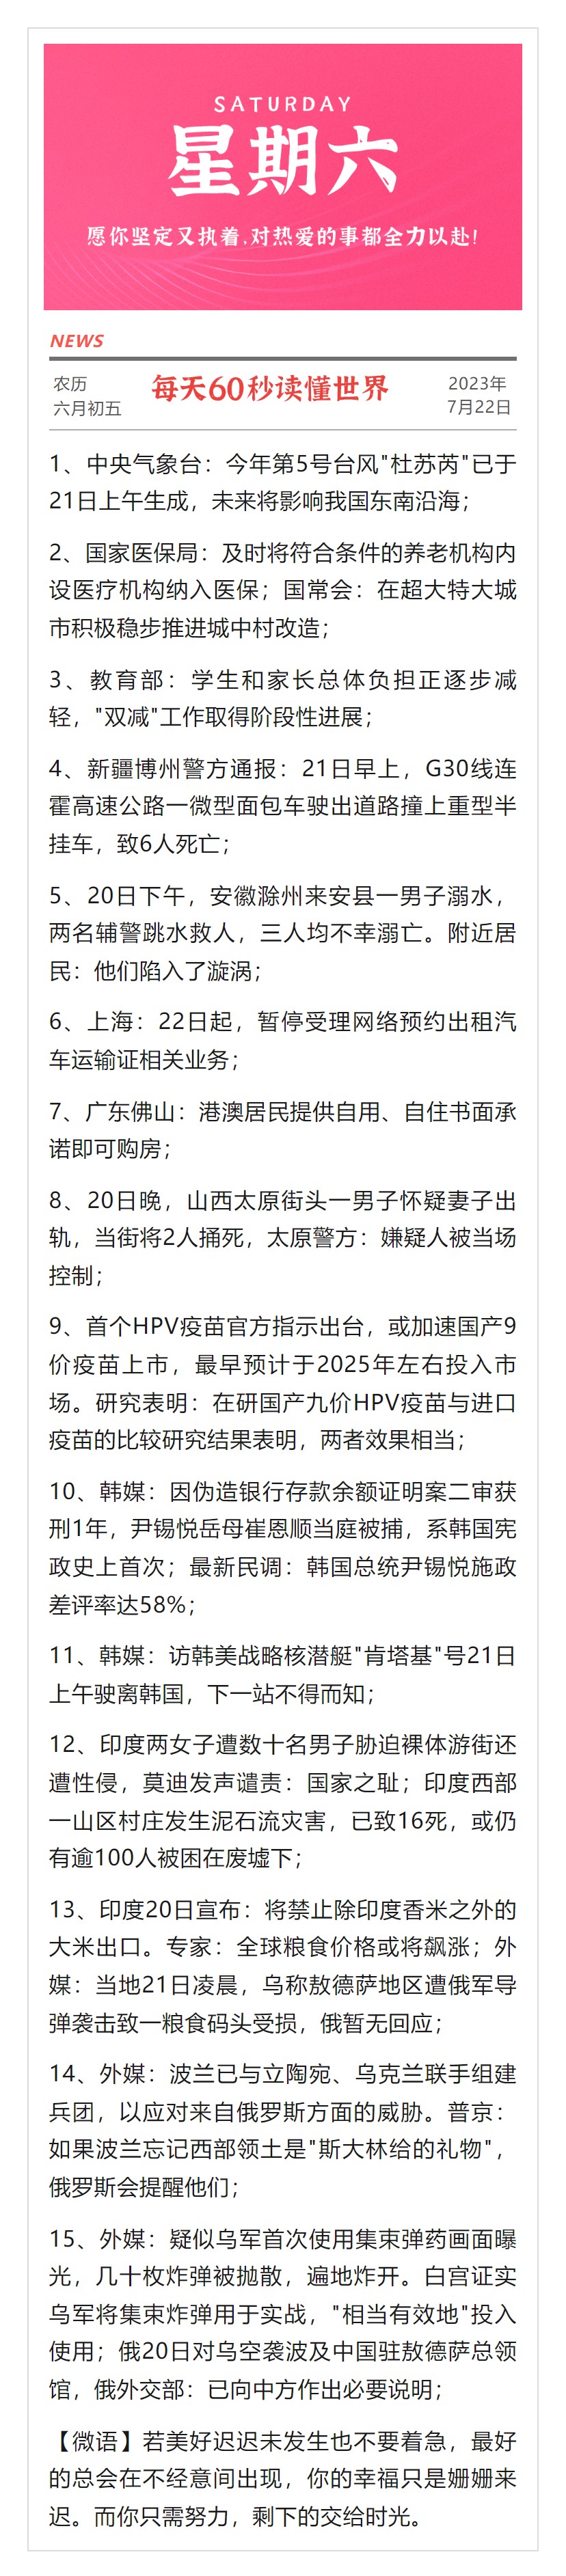 SATURDAY
星期六
愿你坚定又执着,对热爱的事都全力以赴!
NEWS
农历
六月初五
每天60秒读懂世界
2023年
7月22日
1、中央气象台：今年第5号台风"杜苏芮"已于
21日上午生成，未来将影响我国东南沿海；
2、国家医保局：及时将符合条件的养老机构内
设医疗机构纳入医保；国常会：在超大特大城
市积极稳步推进城中村改造；
3、教育部：学生和家长总体负担正逐步减
轻，"双减"工作取得阶段性进展；
4、新疆博州警方通报：21日早上，G30线连
霍高速公路一微型面包车驶出道路撞上重型半
挂车，致6人死亡；
5、20日下午，安徽滁州来安县一男子溺水，
两名辅警跳水救人，三人均不幸溺亡。附近居
民：他们陷入了漩涡；
6、上海：22日起，暂停受理网络预约出租汽
车运输证相关业务；
7、广东佛山：港澳居民提供自用、自住书面承
诺即可购房；
8、20日晚，山西太原街头一男子怀疑妻子出
轨，当街将2人捅死，太原警方：嫌疑人被当场
控制；
9、首个HPV疫苗官方指示出台，或加速国产9
价疫苗上市，最早预计于2025年左右投入市
场。研究表明：在研国产九价HPV疫苗与进口
疫苗的比较研究结果表明，两者效果相当；
10、韩媒：因伪造银行存款余额证明案二审获
刑1年，尹锡悦岳母崔恩顺当庭被捕，系韩国宪
政史上首次；最新民调：韩国总统尹锡悦施政
差评率达58%；
11、韩媒：访韩美战略核潜艇"肯塔基"号21日
上午驶离韩国，下一站不得而知；
12、印度两女子遭数十名男子胁迫裸体游街还
遭性侵，莫迪发声谴责：国家之耻；印度西部
一山区村庄发生泥石流灾害，已致16死，或仍
有逾100人被困在废墟下；
13、印度20日宣布：将禁止除印度香米之外的
大米出口。专家：全球粮食价格或将飙涨；外
媒：当地21日凌晨，乌称敖德萨地区遭俄军导
弹袭击致一粮食码头受损，俄暂无回应；
14、外媒：波兰已与立陶宛、乌克兰联手组建
兵团，以应对来自俄罗斯方面的威胁。普京：
如果波兰忘记西部领土是"斯大林给的礼物"，
俄罗斯会提醒他们；
15、外媒：疑似乌军首次使用集束弹药画面曝
光，几十枚炸弹被抛散，遍地炸开。白宫证实
乌军将集束炸弹用于实战，"相当有效地"投入
使用；俄20日对乌空袭波及中国驻敖德萨总领
馆，俄外交部：已向中方作出必要说明；
【微语】若美好迟迟未发生也不要着急，最好
的总会在不经意间出现，你的幸福只是姗姗来
迟。而你只需努力，剩下的交给时光。